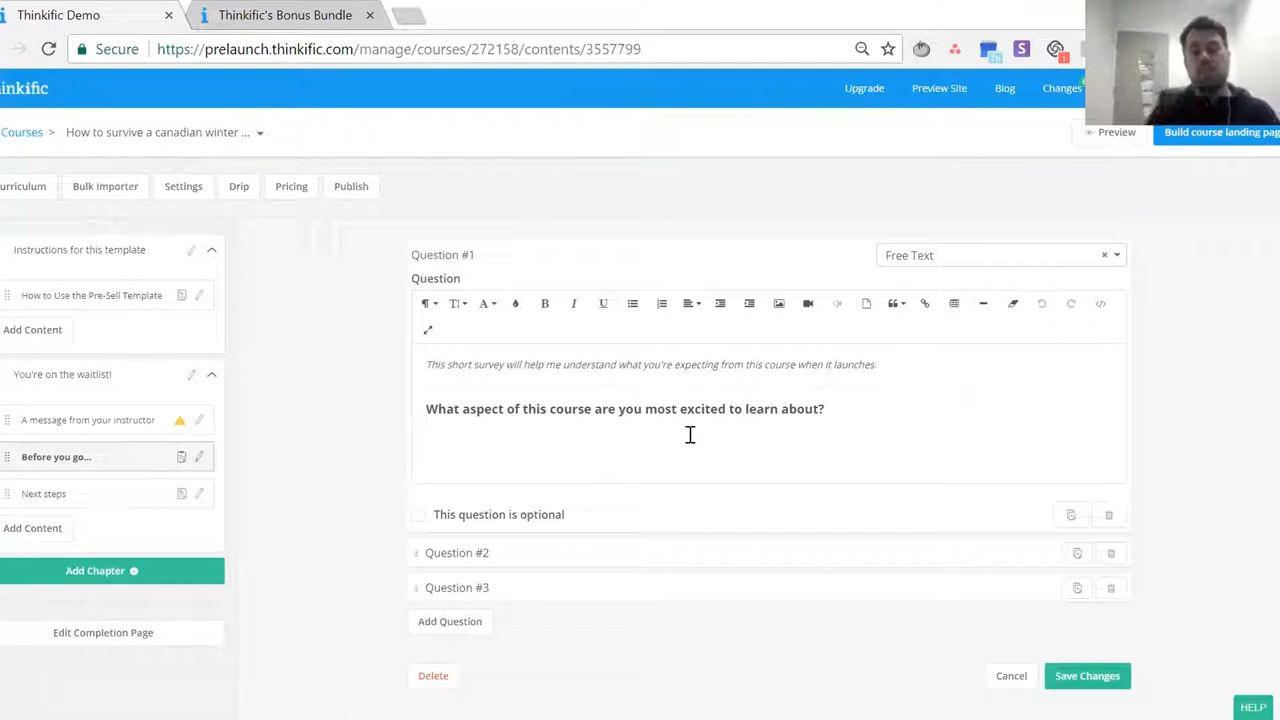 Thinkific Demo
Thinkific's Bonus Bundle
Secure
https://prelaunch.thinkific.com/manage/courses/272158/contents/3557799
inkific
Upgrade
Preview Site
Blog
Changes
Courses > How to survive a canadian winter ...
Preview
Build course landing pag
urriculum
Bulk Importer
Settings
Drip
Pricing
Publish
Instructions for this template
How to Use the Pre-Sell Template
Add Content
You're on the waitlist!
A message from your instructor
Before you go...
Next steps
Add Content
Add Chapter
Edit Completion Page
Question #1
Free Text
Question
This short survey will help me understand what you're expecting from this course when it launches.
What aspect of this course are you most excited to learn about?
This question is optional
Question #2
Question #3
Add Question
Delete
Cancel
Save Changes
HELP